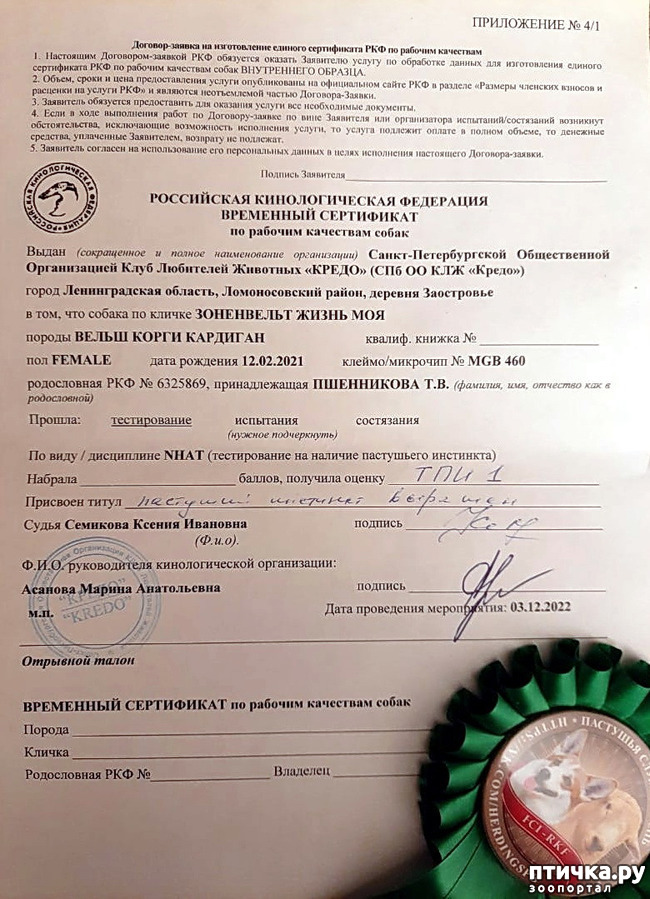 ПРИЛОЖЕНИЕ № 4/1
Договор-заявка на изготовление единого сертификата РКФ по рабочим качествам
1. Настоящим Договором-заявкой РКФ обязуется оказать Заявителю услугу по обработке данных для изготовления единого
сертификата РКФ по рабочим качествам собак ВНУТРЕННЕГО ОБРАЗЦА.
2. Объем, сроки и цена предоставления услуги опубликованы на официальном сайте РКФ в разделе «Размеры членских взносов и
расценки на услуги РКФ» и являются неотъемлемой частью Договора-Заявки.
3. Заявитель обязуется предоставить для оказания услуги все необходимые документы.
4. Если в ходе выполнения работ по Договору-заявке по вине Заявителя или организатора испытаний/состязаний возникнут
обстоятельства, исключающие возможность исполнения услуги, то услуга подлежит оплате в полном объеме, то денежные
средства, уплаченные Заявителем, возврату не подлежат.
5. Заявитель согласен на использование его персональных данных в целях исполнения настоящего Договора-заявки.
Подпись Заявителя
РОССИЙСКАЯ КИНОЛОГИЧЕСКАЯ ФЕДЕРАЦИЯ
РОССИЙСКАЯ КИНОЛОГИЧЕСКАЯ ФЕДЕРАЦИЯ
ВРЕМЕННЫЙ СЕРТИФИКАТ
по рабочим качествам собак
Выдан (сокращенное и полное наименование организации) Санкт-Петербургской Общественной
Организацией Клуб Любителей Животных «КРЕДО» (СПб ОО КЛЖ «Кредо»)
город Ленинградская область, Ломоносовский район, деревня Заостровье
в том, что собака по кличке ЗОНЕНВЕЛЬТ ЖИЗНЬ МОЯ
породы ВЕЛЬШ КОРГИ КАРДИГАН квалиф. книжка №
пол FEMALE дата рождения 12.02.2021 клеймо/микрочип № MGB 460
родословная РКФ № 6325869, принадлежащая ПШЕННИКОВА Т.В. (фамилия, имя, отчество как в
родословной)
Прошла: тестирование испытания состязания
(нужное подчеркнуть)
По виду / дисциплине NHAT (тестирование на наличие пастушьего инстинкта)
Набрала баллов, получила оценку ТПИ 1
Присвоен титул пастуший инстинкт выражен
Судья Семикова Ксения Ивановна подпись
(Ф.и.о).
Ф.И.О. руководителя кинологической организации:
Асанова Марина Анатольевна подпись
м.п. Дата проведения мероприятия: 03.12.2022
"КРЕДО"
"KREDO"
Отрывной талон
ВРЕМЕННЫЙ СЕРТИФИКАТ по рабочим качествам собак
Порода
Кличка
Родословная РКФ № Владелец
FCI-RKF
птичка.ру
зоопортал